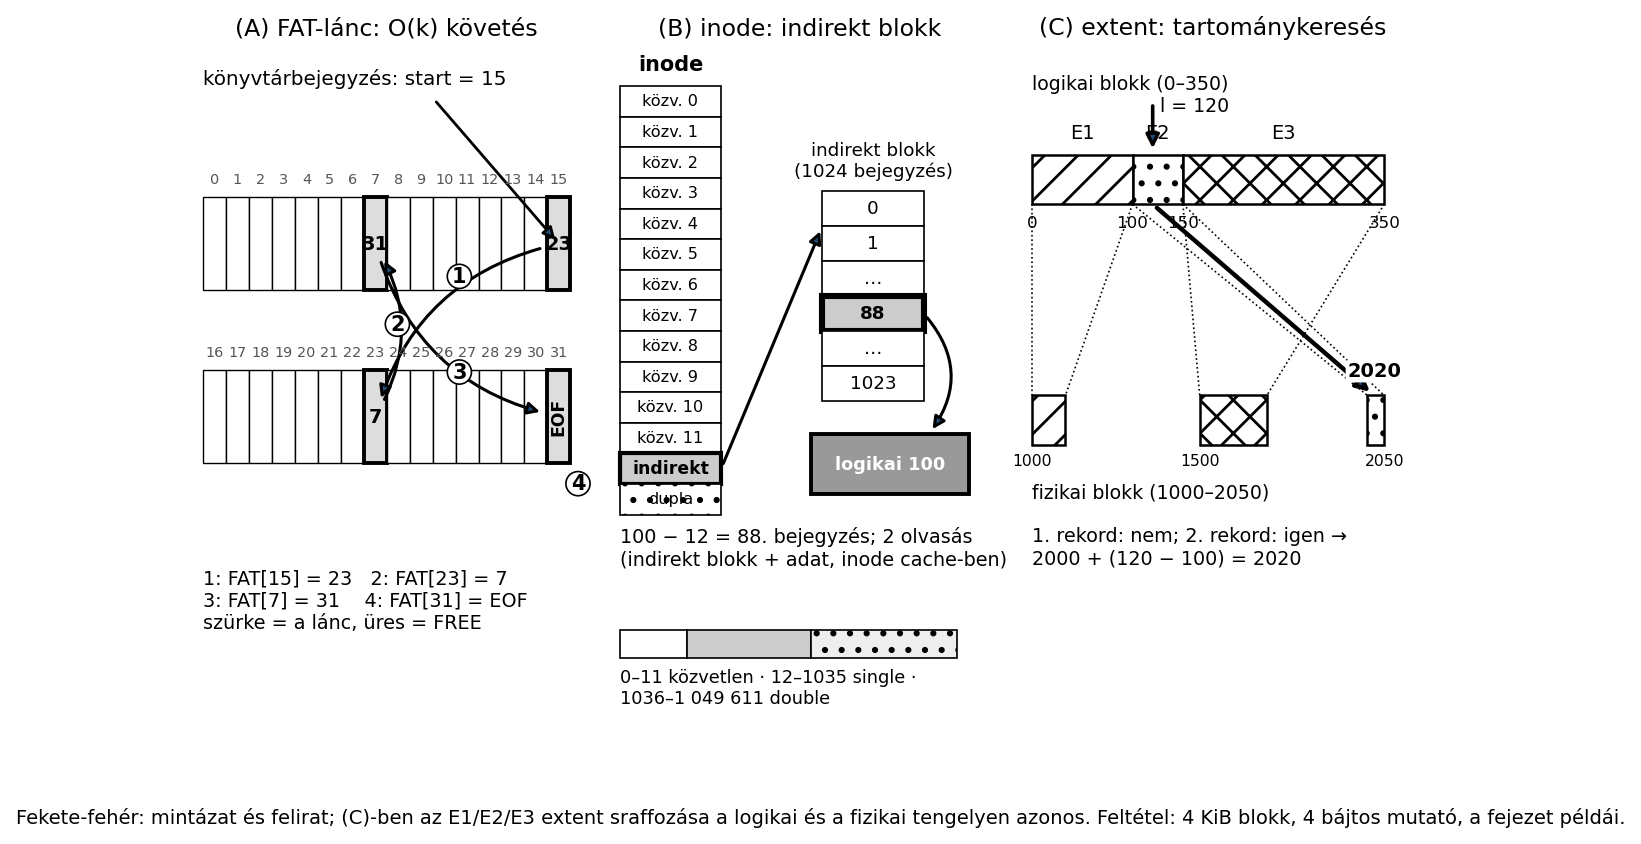 (A) FAT-lánc: O(k) követés
könyvtárbejegyzés: start = 15
0 1 2 3 4 5 6 7 8 9 10 11 12 13 14 15
31 23
1
2
16 17 18 19 20 21 22 23 24 25 26 27 28 29 30 31
3
7 EOF
4
1: FAT[15] = 23 2: FAT[23] = 7
3: FAT[7] = 31 4: FAT[31] = EOF
szürke = a lánc, üres = FREE
(B) inode: indirekt blokk
inode
közv. 0
közv. 1
közv. 2
közv. 3
közv. 4
közv. 5
közv. 6
közv. 7
közv. 8
közv. 9
közv. 10
közv. 11
indirekt
dupla
indirekt blokk
(1024 bejegyzés)
0
1
...
88
...
1023
logikai 100
100 − 12 = 88. bejegyzés; 2 olvasás
(indirekt blokk + adat, inode cache-ben)
0–11 közvetlen · 12–1035 single ·
1036–1 049 611 double
(C) extent: tartománykeresés
logikai blokk (0–350)
l = 120
E1 E2 E3
0 100 150 350
2020
1000 1500 2050
fizikai blokk (1000–2050)
1. rekord: nem; 2. rekord: igen →
2000 + (120 − 100) = 2020
Fekete-fehér: mintázat és felirat; (C)-ben az E1/E2/E3 extent sraffozása a logikai és a fizikai tengelyen azonos. Feltétel: 4 KiB blokk, 4 bájtos mutató, a fejezet példái.